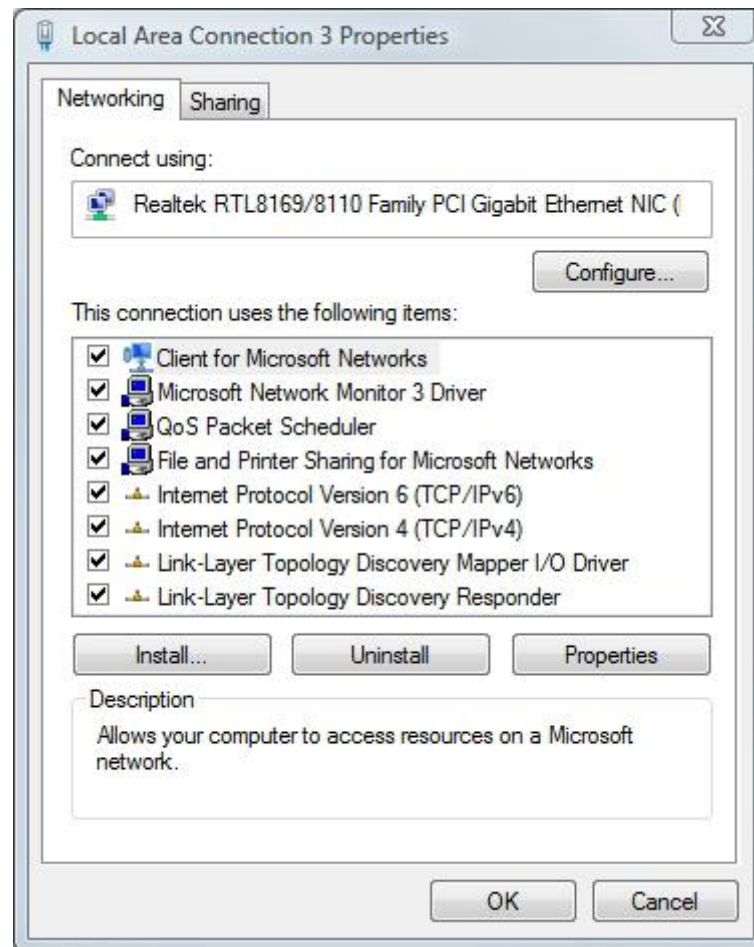 Local Area Connection 3 Properties
Networking
Sharing
Connect using:
Realtek RTL8169/8110 Family PCI Gigabit Ethernet NIC (
Configure...
This connection uses the following items:
Client for Microsoft Networks
Microsoft Network Monitor 3 Driver
QoS Packet Scheduler
File and Printer Sharing for Microsoft Networks
Internet Protocol Version 6 (TCP/IPv6)
Internet Protocol Version 4 (TCP/IPv4)
Link-Layer Topology Discovery Mapper I/O Driver
Link-Layer Topology Discovery Responder
Install...
Uninstall
Properties
Description
Allows your computer to access resources on a Microsoft
network.
OK
Cancel